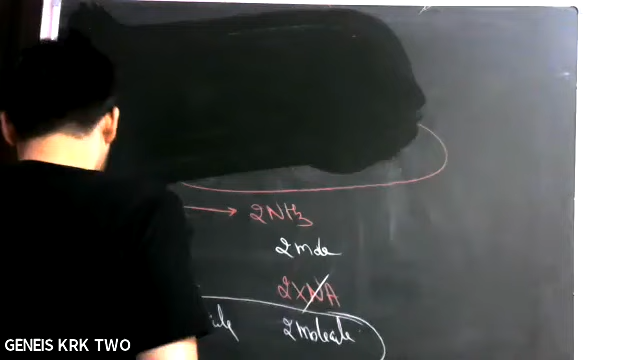 → 2NH3
2 mole
2×NA
2 molecule
GENEIS KRK TWO